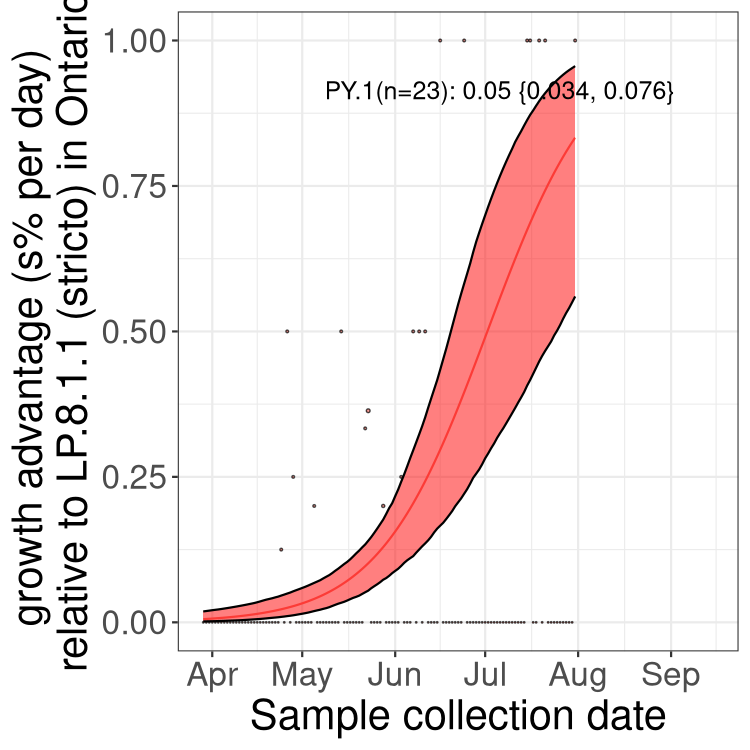 growth advantage (s% per day)
relative to LP.8.1.1 (stricto) in Ontario
1.00
0.75
0.50
0.25
0.00
PY.1(n=23): 0.05 {0.034, 0.076}
Apr May Jun Jul Aug Sep
Sample collection date